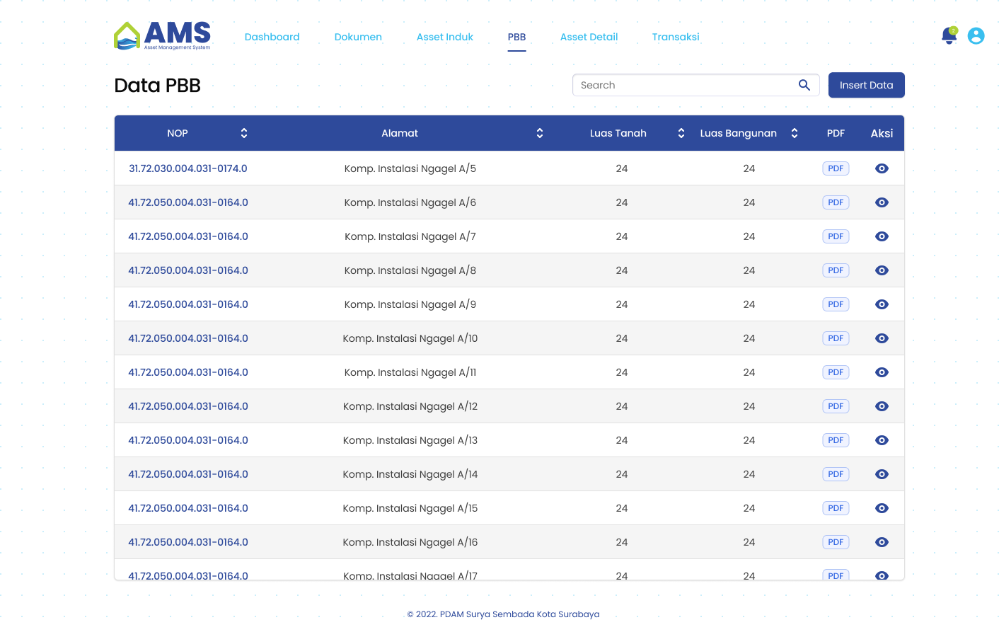 AMS
Asset Management System
Dashboard Dokumen Asset Induk PBB Asset Detail Transaksi
2
Data PBB
Search
Insert Data
NOP Alamat Luas Tanah Luas Bangunan PDF Aksi
31.72.030.004.031-0174.0 Komp. Instalasi Ngagel A/5 24 24 PDF
41.72.050.004.031-0164.0 Komp. Instalasi Ngagel A/6 24 24 PDF
41.72.050.004.031-0164.0 Komp. Instalasi Ngagel A/7 24 24 PDF
41.72.050.004.031-0164.0 Komp. Instalasi Ngagel A/8 24 24 PDF
41.72.050.004.031-0164.0 Komp. Instalasi Ngagel A/9 24 24 PDF
41.72.050.004.031-0164.0 Komp. Instalasi Ngagel A/10 24 24 PDF
41.72.050.004.031-0164.0 Komp. Instalasi Ngagel A/11 24 24 PDF
41.72.050.004.031-0164.0 Komp. Instalasi Ngagel A/12 24 24 PDF
41.72.050.004.031-0164.0 Komp. Instalasi Ngagel A/13 24 24 PDF
41.72.050.004.031-0164.0 Komp. Instalasi Ngagel A/14 24 24 PDF
41.72.050.004.031-0164.0 Komp. Instalasi Ngagel A/15 24 24 PDF
41.72.050.004.031-0164.0 Komp. Instalasi Ngagel A/16 24 24 PDF
41.72.050.004.031-0164.0 Komp. Instalasi Ngagel A/17 24 24 PDF
© 2022. PDAM Surya Sembada Kota Surabaya